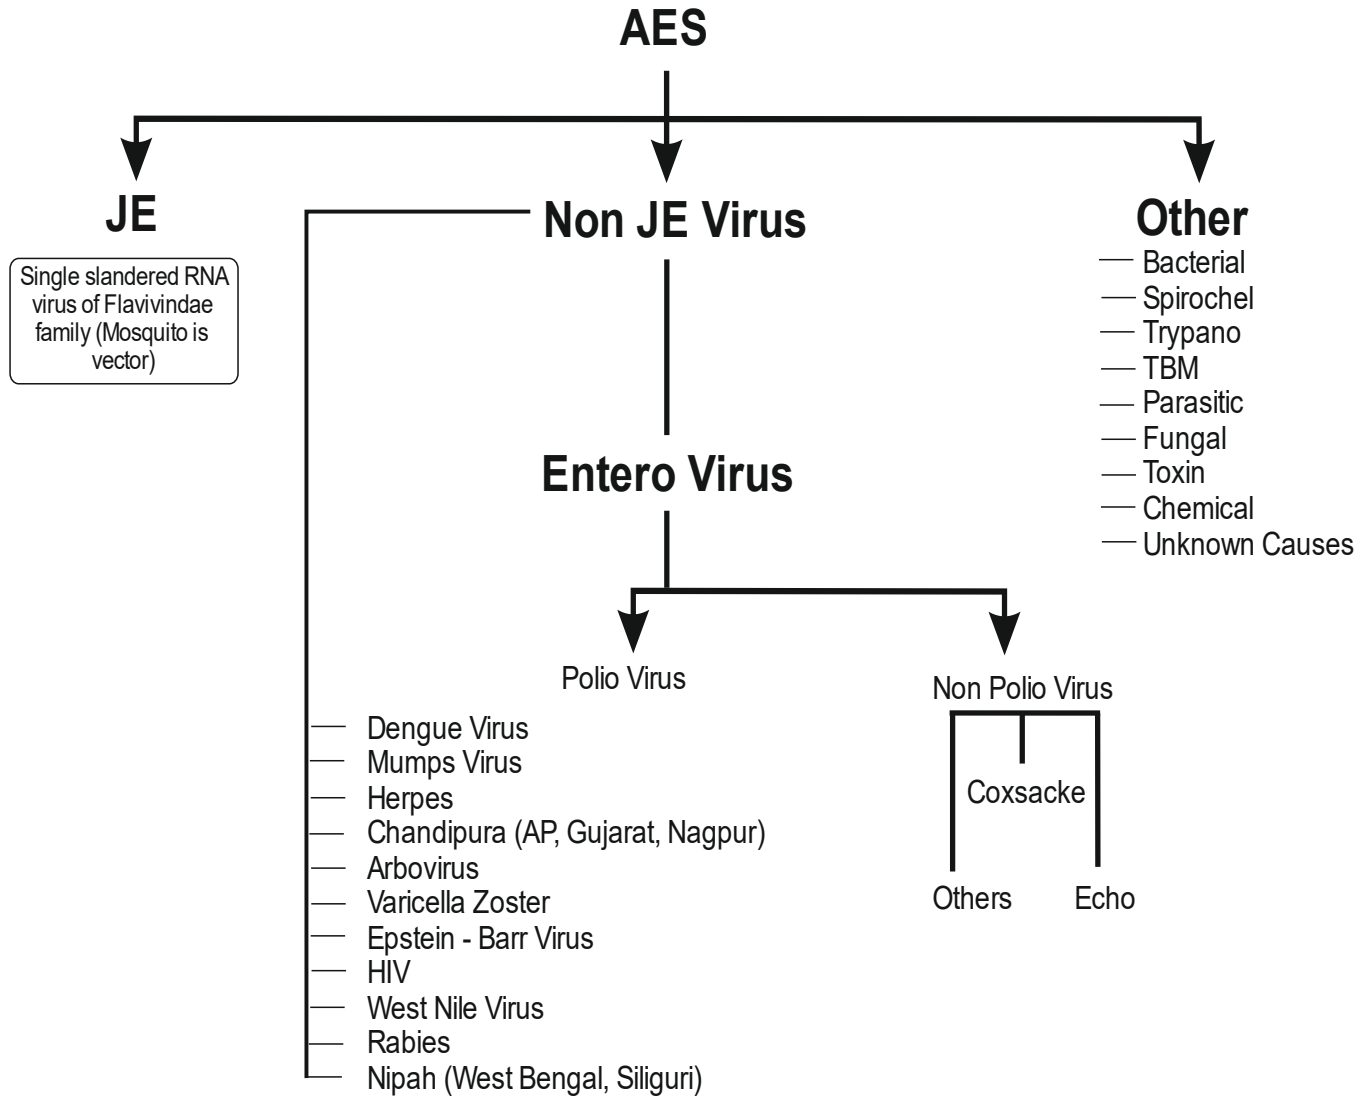 AES
JE
Single slandered RNA
virus of Flavivindae
family (Mosquito is
vector)
Non JE Virus
Entero Virus
Polio Virus
Non Polio Virus
Coxsacke
Others
Echo
Dengue Virus
Mumps Virus
Herpes
Chandipura (AP, Gujarat, Nagpur)
Arbovirus
Varicella Zoster
Epstein - Barr Virus
HIV
West Nile Virus
Rabies
Nipah (West Bengal, Siliguri)
Other
Bacterial
Spirochel
Trypano
TBM
Parasitic
Fungal
Toxin
Chemical
Unknown Causes